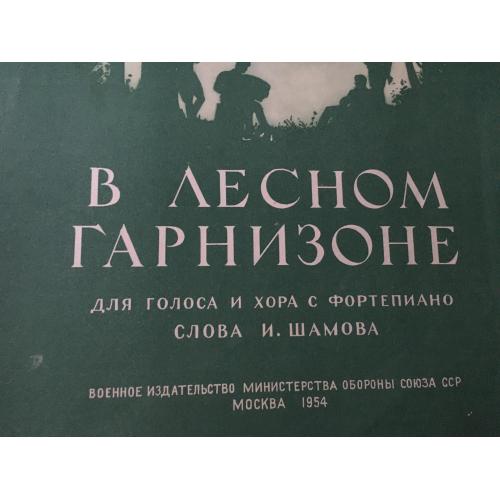 В ЛЕСНОМ
ГАРНИЗОНЕ
ДЛЯ ГОЛОСА И ХОРА С ФОРТЕПИАНО
СЛОВА И. ШАМОВА
ВОЕННОЕ ИЗДАТЕЛЬСТВО МИНИСТЕРСТВА ОБОРОНЫ СОЮЗА ССР
МОСКВА 1954